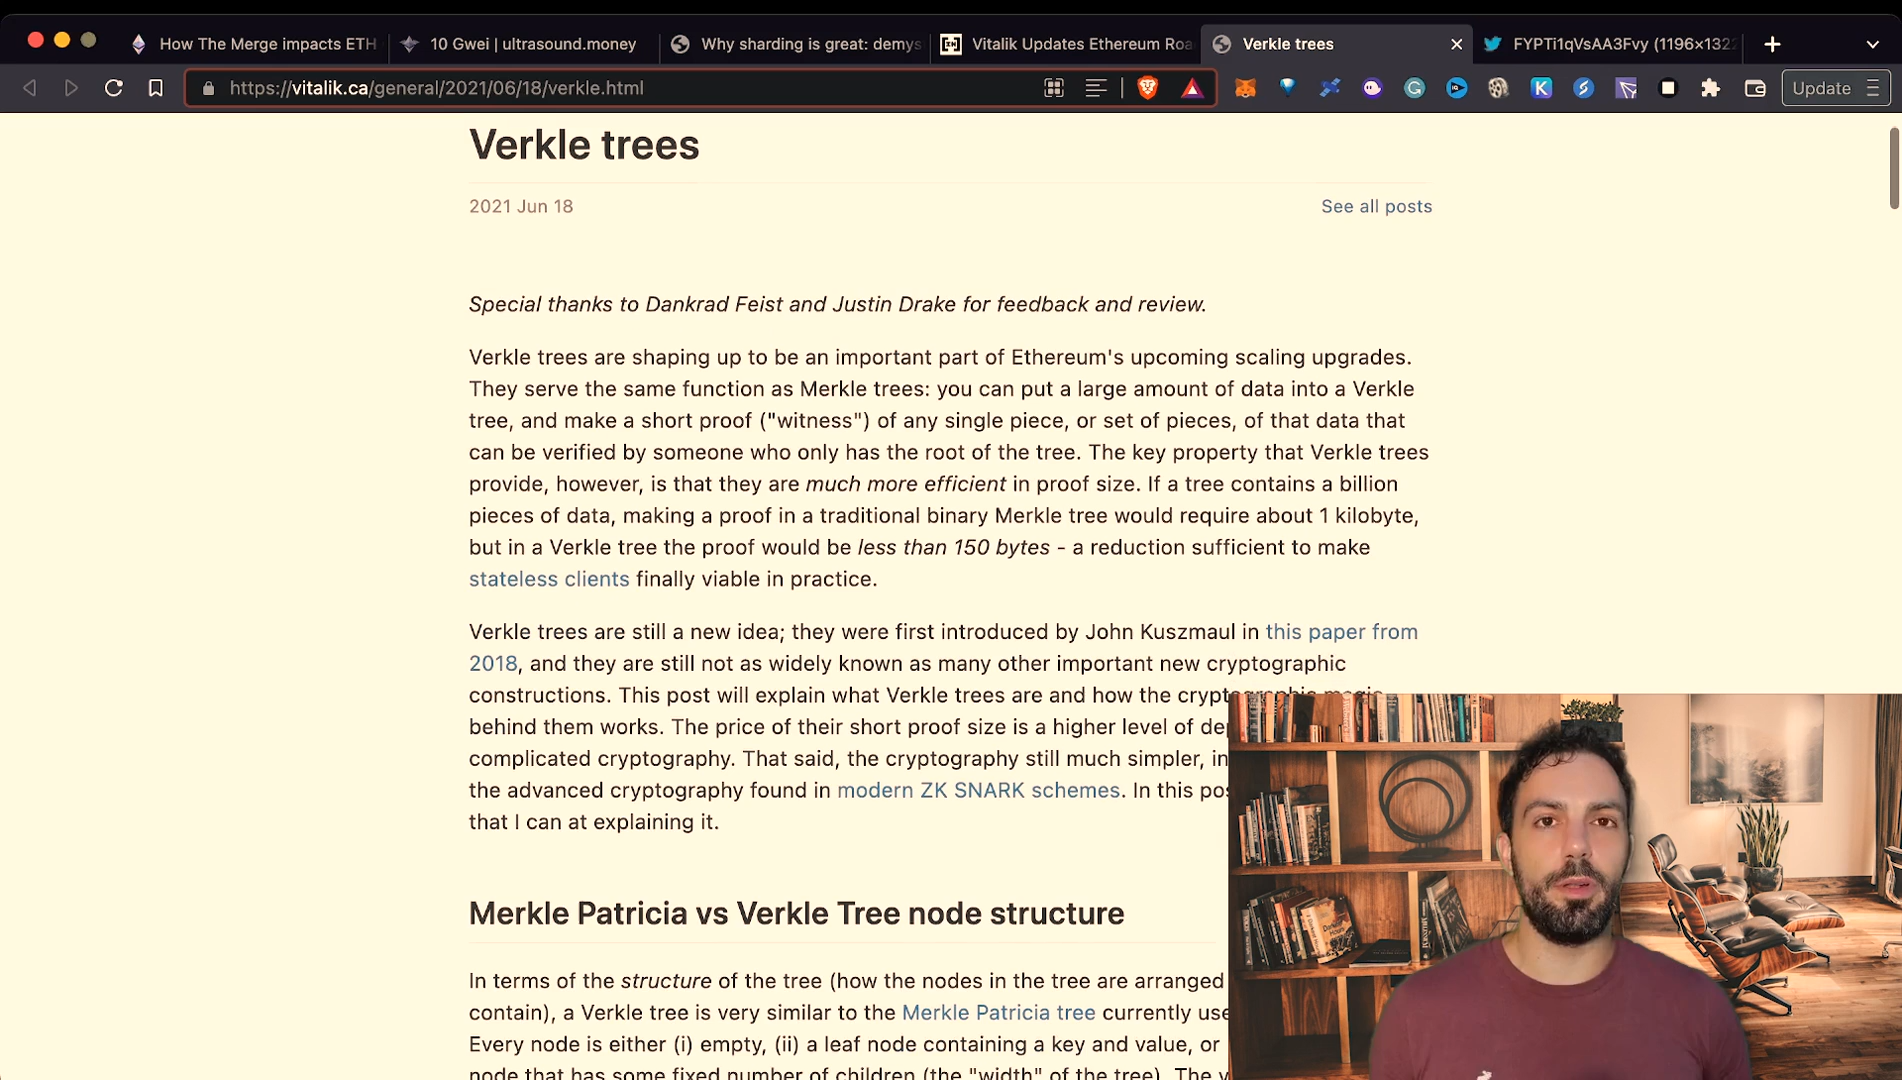 How The Merge impacts ETH
10 Gwei | ultrasound.money
Why sharding is great: demys
Vitalik Updates Ethereum Roa
Verkle trees
FYPTi1qVsAA3Fvy (1196×132
https://vitalik.ca/general/2021/06/18/verkle.html
Update
Verkle trees
2021 Jun 18
See all posts
Special thanks to Dankrad Feist and Justin Drake for feedback and review.
Verkle trees are shaping up to be an important part of Ethereum's upcoming scaling upgrades.
They serve the same function as Merkle trees: you can put a large amount of data into a Verkle
tree, and make a short proof ("witness") of any single piece, or set of pieces, of that data that
can be verified by someone who only has the root of the tree. The key property that Verkle trees
provide, however, is that they are much more efficient in proof size. If a tree contains a billion
pieces of data, making a proof in a traditional binary Merkle tree would require about 1 kilobyte,
but in a Verkle tree the proof would be less than 150 bytes - a reduction sufficient to make
stateless clients finally viable in practice.
Verkle trees are still a new idea; they were first introduced by John Kuszmaul in this paper from
2018, and they are still not as widely known as many other important new cryptographic
constructions. This post will explain what Verkle trees are and how the cryptographic magic
behind them works. The price of their short proof size is a higher level of de
complicated cryptography. That said, the cryptography still much simpler, in
the advanced cryptography found in modern ZK SNARK schemes. In this pos
that I can at explaining it.
Merkle Patricia vs Verkle Tree node structure
In terms of the structure of the tree (how the nodes in the tree are arranged
contain), a Verkle tree is very similar to the Merkle Patricia tree currently use
Every node is either (i) empty, (ii) a leaf node containing a key and value, or
node that has some fixed number of children (the "width" of the tree). The v